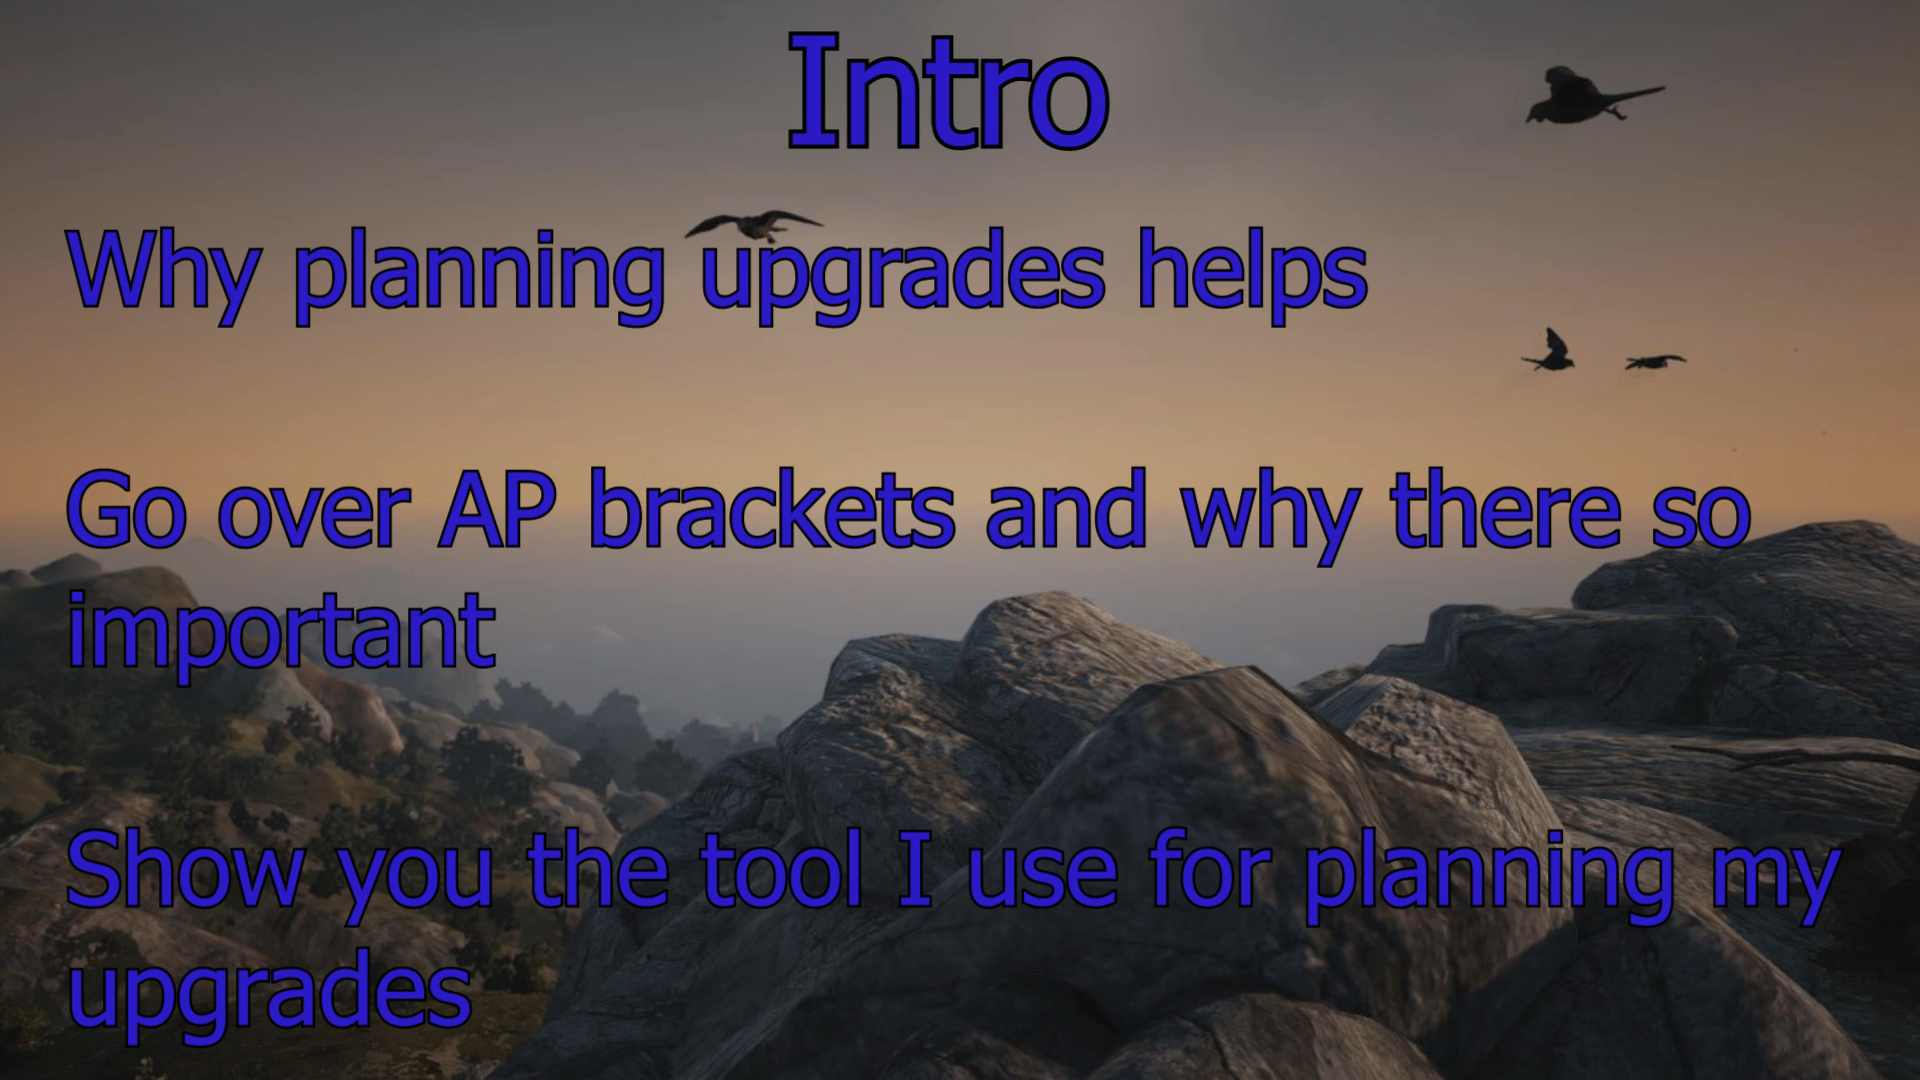 Intro
Why planning upgrades helps
Go over AP brackets and why there so
important
Show you the tool I use for planning my
upgrades